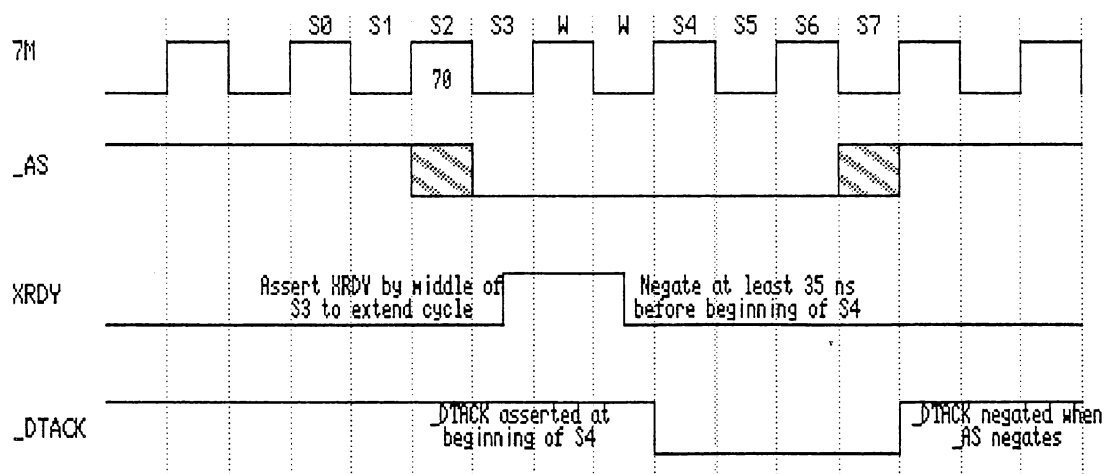 S0 S1 S2 S3 W W S4 S5 S6 S7
7M
70
_AS
Assert XRDY by middle of
S3 to extend cycle
Negate at least 35 ns
before beginning of S4
XRDY
_DTACK asserted at
beginning of S4
_DTACK negated when
_AS negates
_DTACK